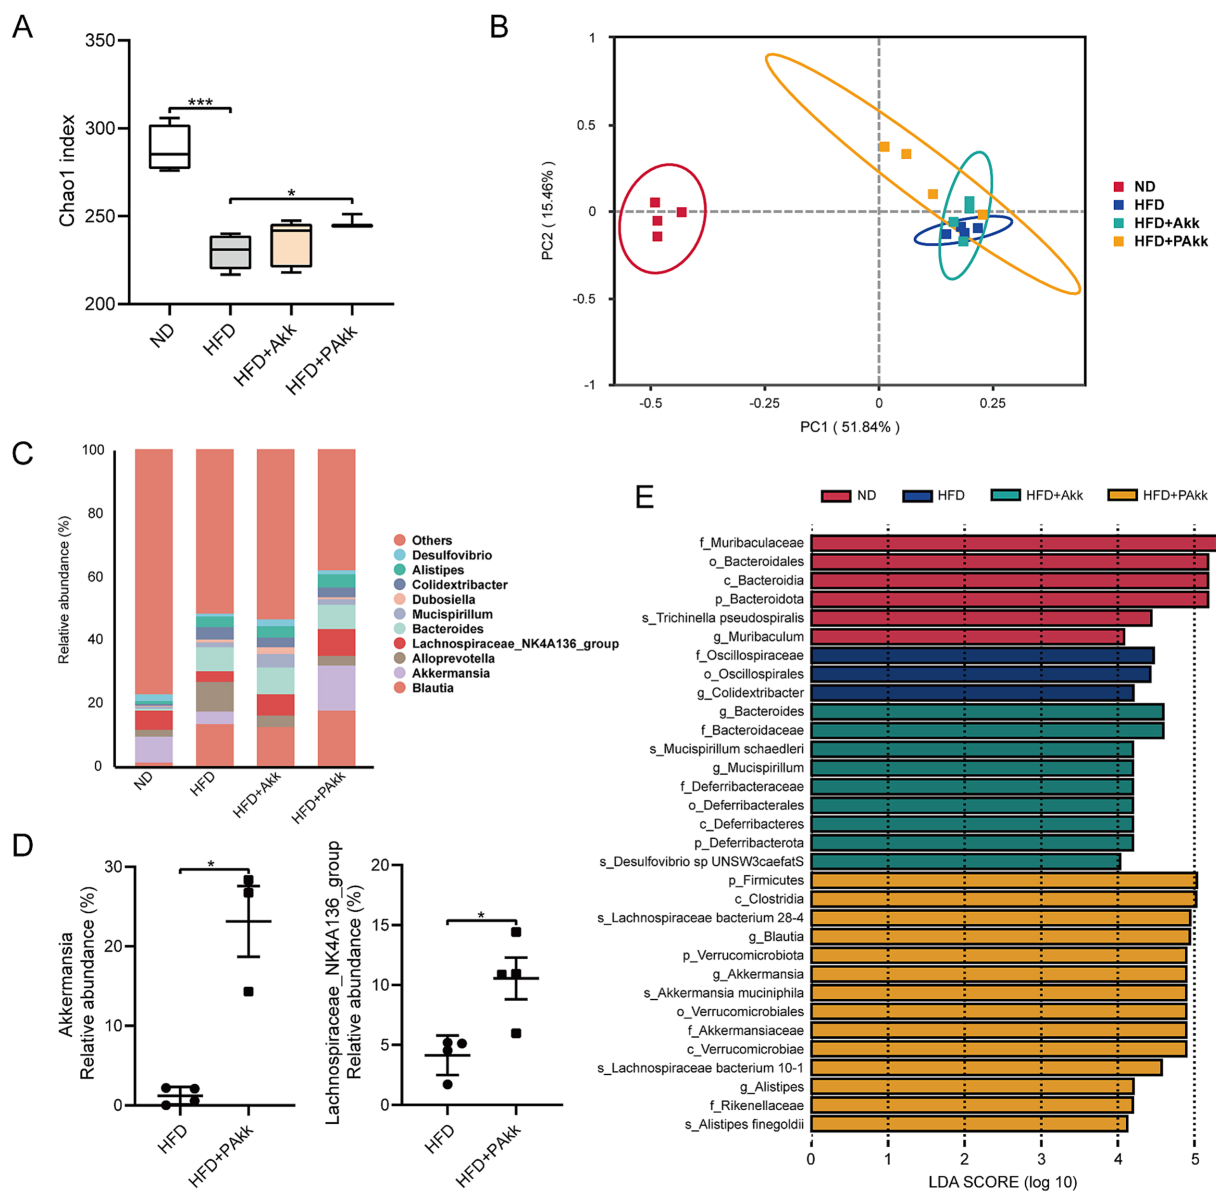 A
350
300
250
200
Chao1 index
***
*
ND
HFD
HFD+Akk
HFD+PAkk
B
1
0.5
0
-0.5
-1
PC2 ( 15.46%)
-0.5
-0.25
0
0.25
PC1 ( 51.84% )
ND
HFD
HFD+Akk
HFD+PAkk
C
100
80
60
40
20
0
Relative abundance (%)
ND
HFD
HFD+Akk
HFD+PAkk
Others
Desulfovibrio
Alistipes
Colidextribacter
Dubosiella
Mucispirillum
Bacteroides
Lachnospiraceae_NK4A136_group
Alloprevotella
Akkermansia
Blautia
D
30
20
10
0
Akkermansia
Relative abundance (%)
*
HFD
HFD+PAkk
20
15
10
5
0
Lachnospiraceae_NK4A136_group
Relative abundance (%)
*
HFD
HFD+PAkk
E
ND
HFD
HFD+Akk
HFD+PAkk
f_Muribaculaceae
o_Bacteroidales
c_Bacteroidia
p_Bacteroidota
s_Trichinella pseudospiralis
g_Muribaculum
f_Oscillospiraceae
o_Oscillospirales
g_Colidextribacter
g_Bacteroides
f_Bacteroidaceae
s_Mucispirillum schaedleri
g_Mucispirillum
f_Deferribacteraceae
o_Deferribacterales
c_Deferribacteres
p_Deferribacterota
s_Desulfovibrio sp UNSW3caefatS
p_Firmicutes
c_Clostridia
s_Lachnospiraceae bacterium 28-4
g_Blautia
p_Verrucomicrobiota
g_Akkermansia
s_Akkermansia muciniphila
o_Verrucomicrobiales
f_Akkermansiaceae
c_Verrucomicrobiae
s_Lachnospiraceae bacterium 10-1
g_Alistipes
f_Rikenellaceae
s_Alistipes finegoldii
0
1
2
3
4
5
LDA SCORE (log 10)